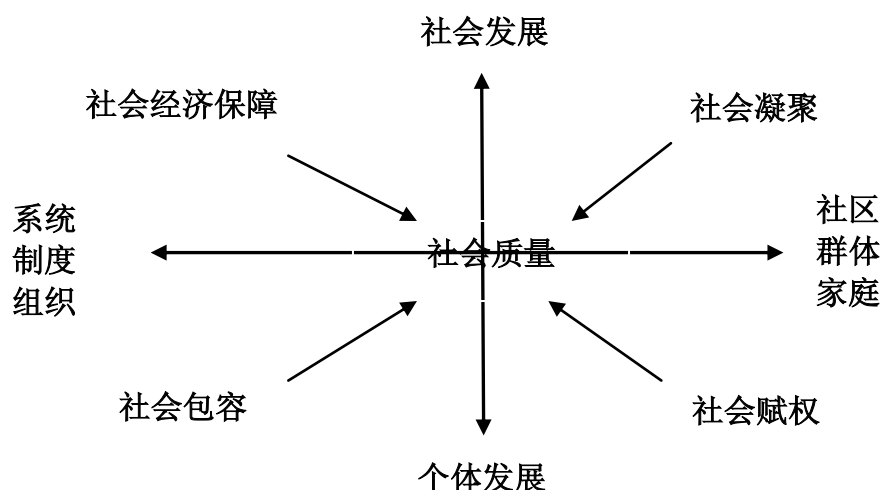 社会发展
社会经济保障
社会凝聚
系统
制度
组织
社会质量
社区
群体
家庭
社会包容
社会赋权
个体发展